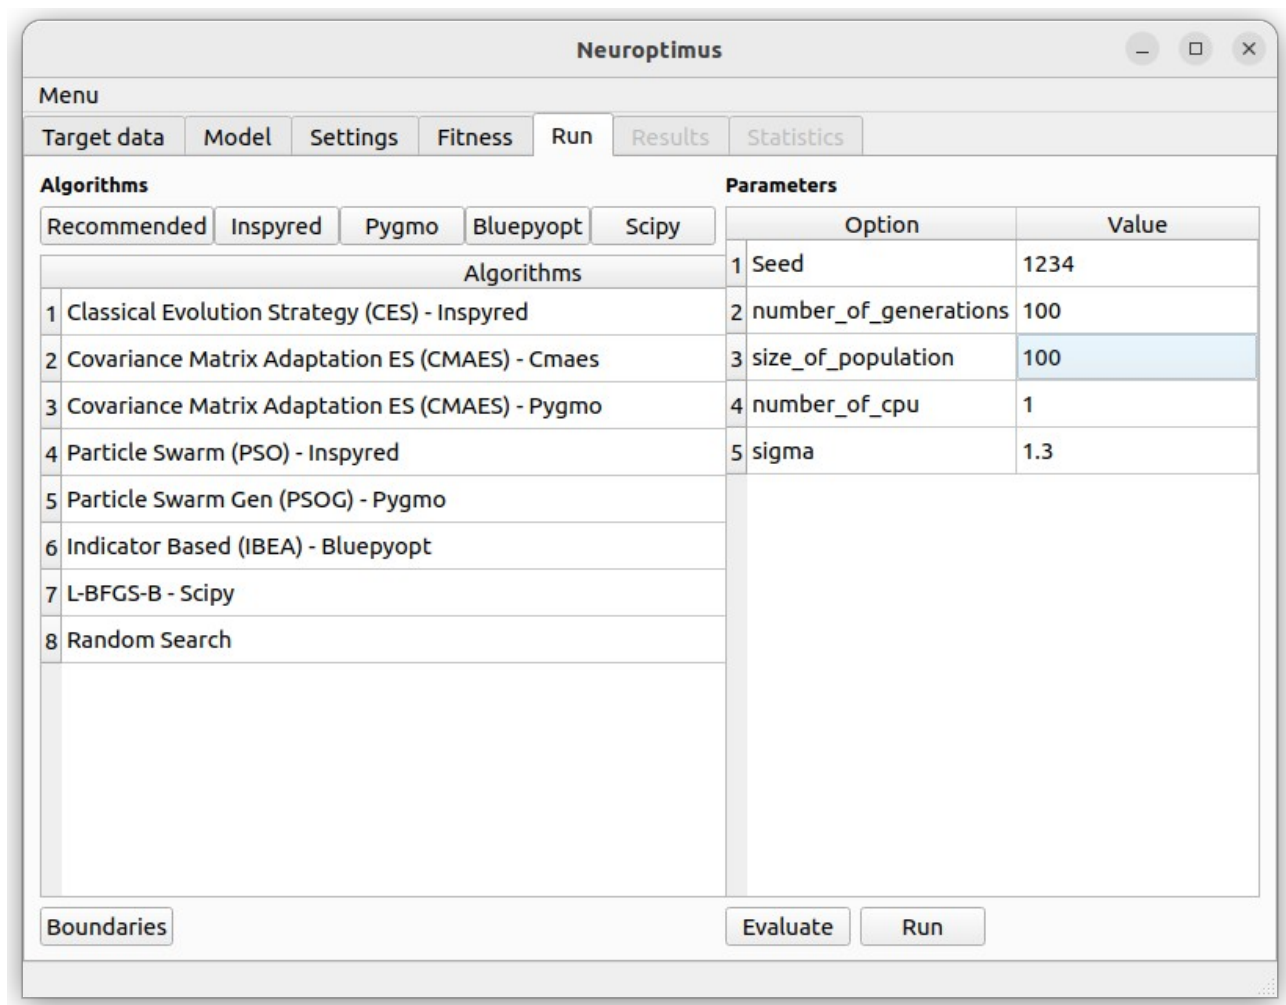 Neuroptimus
Menu
Target data Model Settings Fitness Run Results Statistics
Algorithms
Recommended Inspyred Pygmo Bluepyopt Scipy
Algorithms
1 Classical Evolution Strategy (CES) - Inspyred
2 Covariance Matrix Adaptation ES (CMAES) - Cmaes
3 Covariance Matrix Adaptation ES (CMAES) - Pygmo
4 Particle Swarm (PSO) - Inspyred
5 Particle Swarm Gen (PSOG) - Pygmo
6 Indicator Based (IBEA) - Bluepyopt
7 L-BFGS-B - Scipy
8 Random Search
Boundaries
Parameters
Option Value
1 Seed 1234
2 number_of_generations 100
3 size_of_population 100
4 number_of_cpu 1
5 sigma 1.3
Evaluate Run